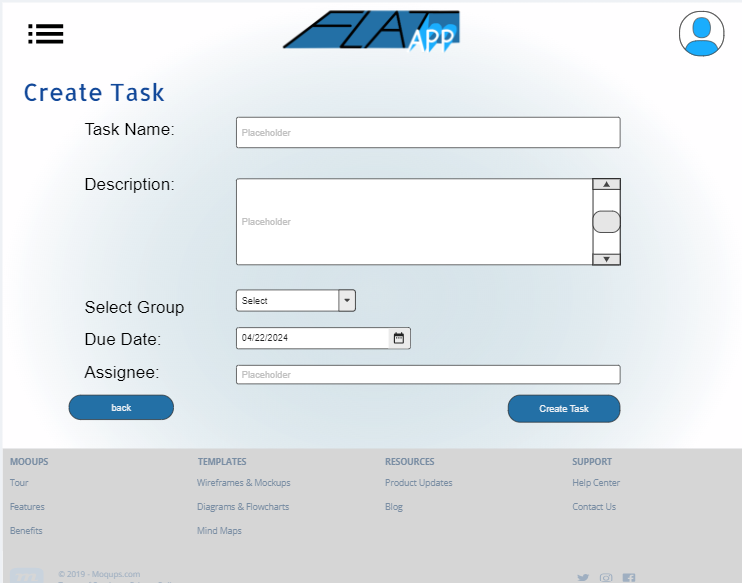 FLAT APP
Create Task
Task Name:
Placeholder
Description:
Placeholder
Select Group
Select
Due Date:
04/22/2024
Assignee:
Placeholder
back
Create Task
MOOUPS TEMPLATES RESOURCES SUPPORT
Tour Wireframes & Mockups Product Updates Help Center
Features Diagrams & Flowcharts Blog Contact Us
Benefits Mind Maps
© 2019 - Moqups.com